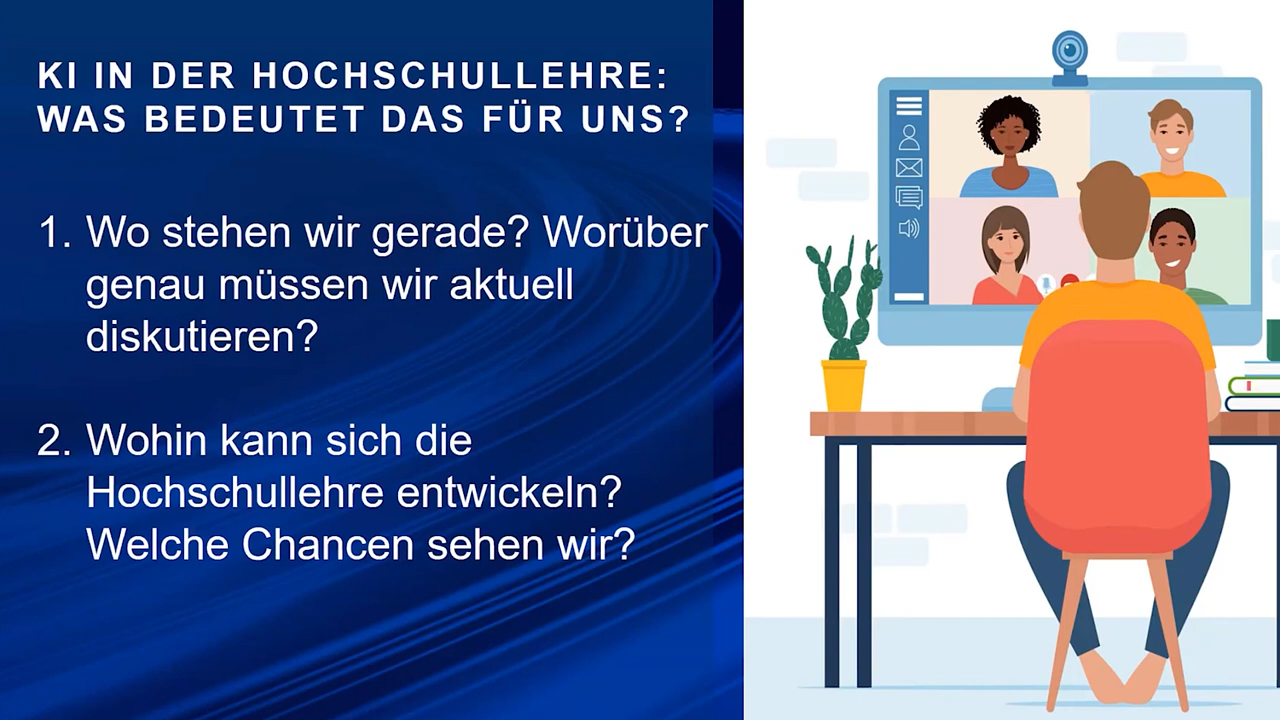 KI IN DER HOCHSCHULLEHRE:
WAS BEDEUTET DAS FÜR UNS?
1. Wo stehen wir gerade? Worüber
genau müssen wir aktuell
diskutieren?
2. Wohin kann sich die
Hochschullehre entwickeln?
Welche Chancen sehen wir?